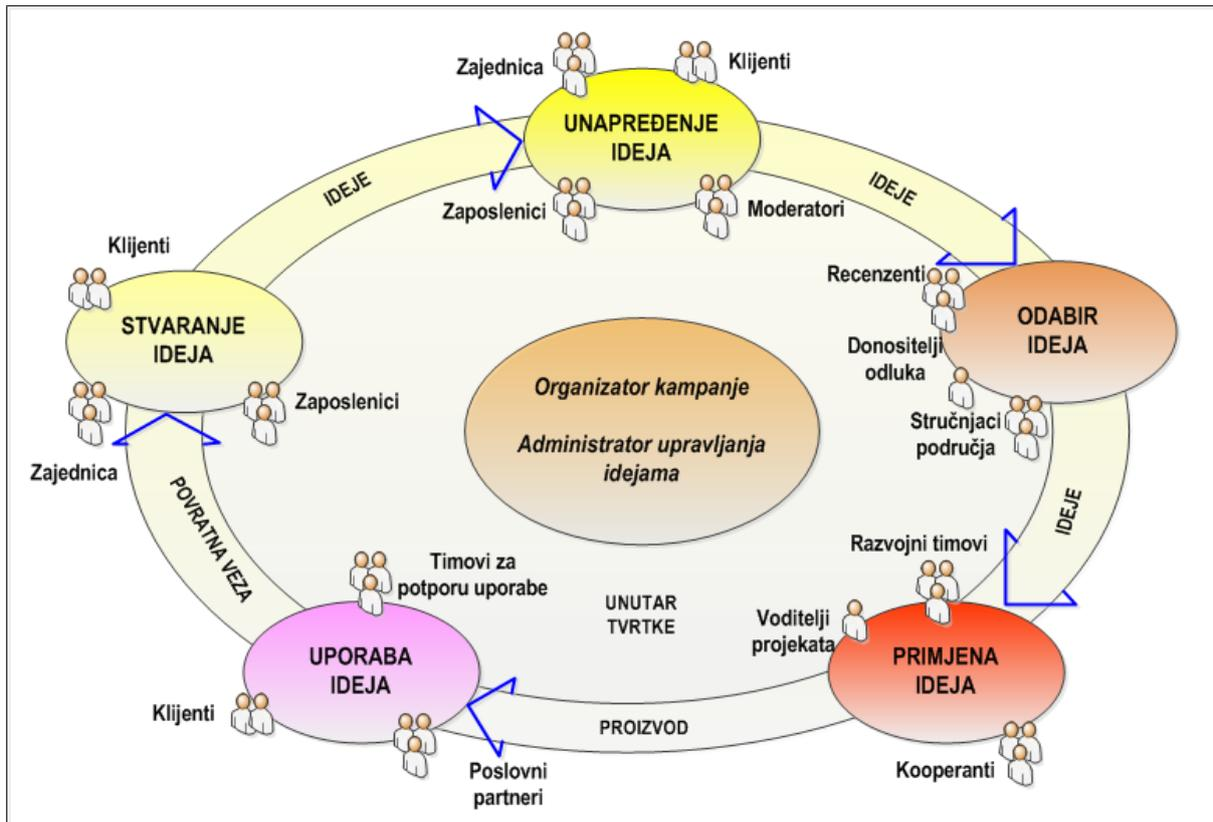 Zajednica
Klijenti
UNAPREĐENJE
IDEJA
Zaposlenici
Moderatori
IDEJE
IDEJE
Klijenti
STVARANJE
IDEJA
Zaposlenici
Zajednica
Recenzenti
ODABIR
IDEJA
Donositelji
odluka
Stručnjaci
područja
Organizator kampanje
Administrator upravljanja
idejama
IDEJE
POVRATNA VEZA
Timovi za
potporu uporabe
UNUTAR
TVRTKE
Razvojni timovi
Voditelji
projekata
PRIMJENA
IDEJA
Kooperanti
UPORABA
IDEJA
Klijenti
PROIZVOD
Poslovni
partneri